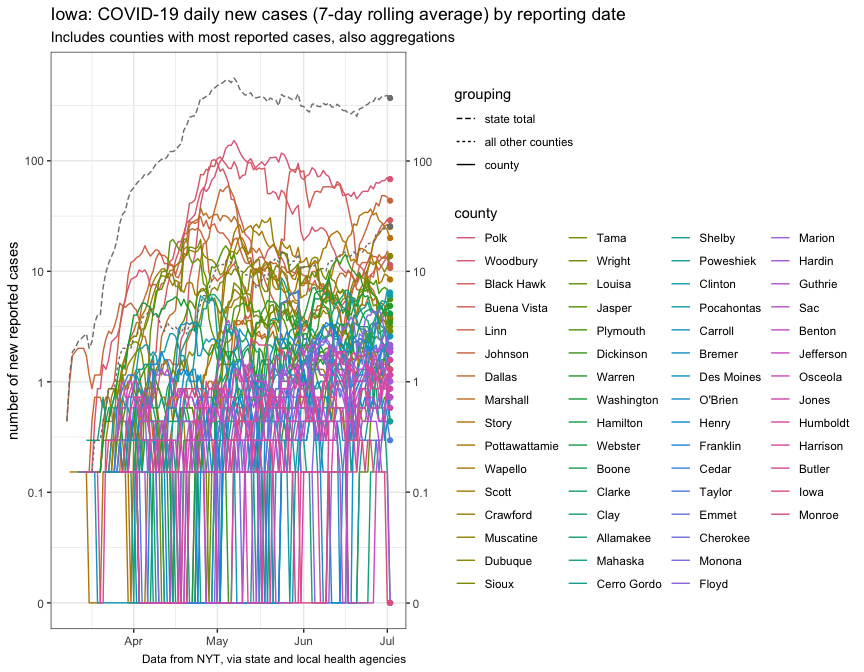 Iowa: COVID-19 daily new cases (7-day rolling average) by reporting date
Includes counties with most reported cases, also aggregations
number of new reported cases
100
10
1
0.1
0
100
10
1
0.1
0
Apr May Jun Jul
Data from NYT, via state and local health agencies
grouping
state total
all other counties
county
county
Polk
Woodbury
Black Hawk
Buena Vista
Linn
Johnson
Dallas
Marshall
Story
Pottawattamie
Wapello
Scott
Crawford
Muscatine
Dubuque
Sioux
Tama
Wright
Louisa
Jasper
Plymouth
Dickinson
Warren
Washington
Hamilton
Webster
Boone
Clarke
Clay
Allamakee
Mahaska
Cerro Gordo
Shelby
Poweshiek
Clinton
Pocahontas
Carroll
Bremer
Des Moines
O'Brien
Henry
Franklin
Cedar
Taylor
Emmet
Cherokee
Monona
Floyd
Marion
Hardin
Guthrie
Sac
Benton
Jefferson
Osceola
Jones
Humboldt
Harrison
Butler
Iowa
Monroe